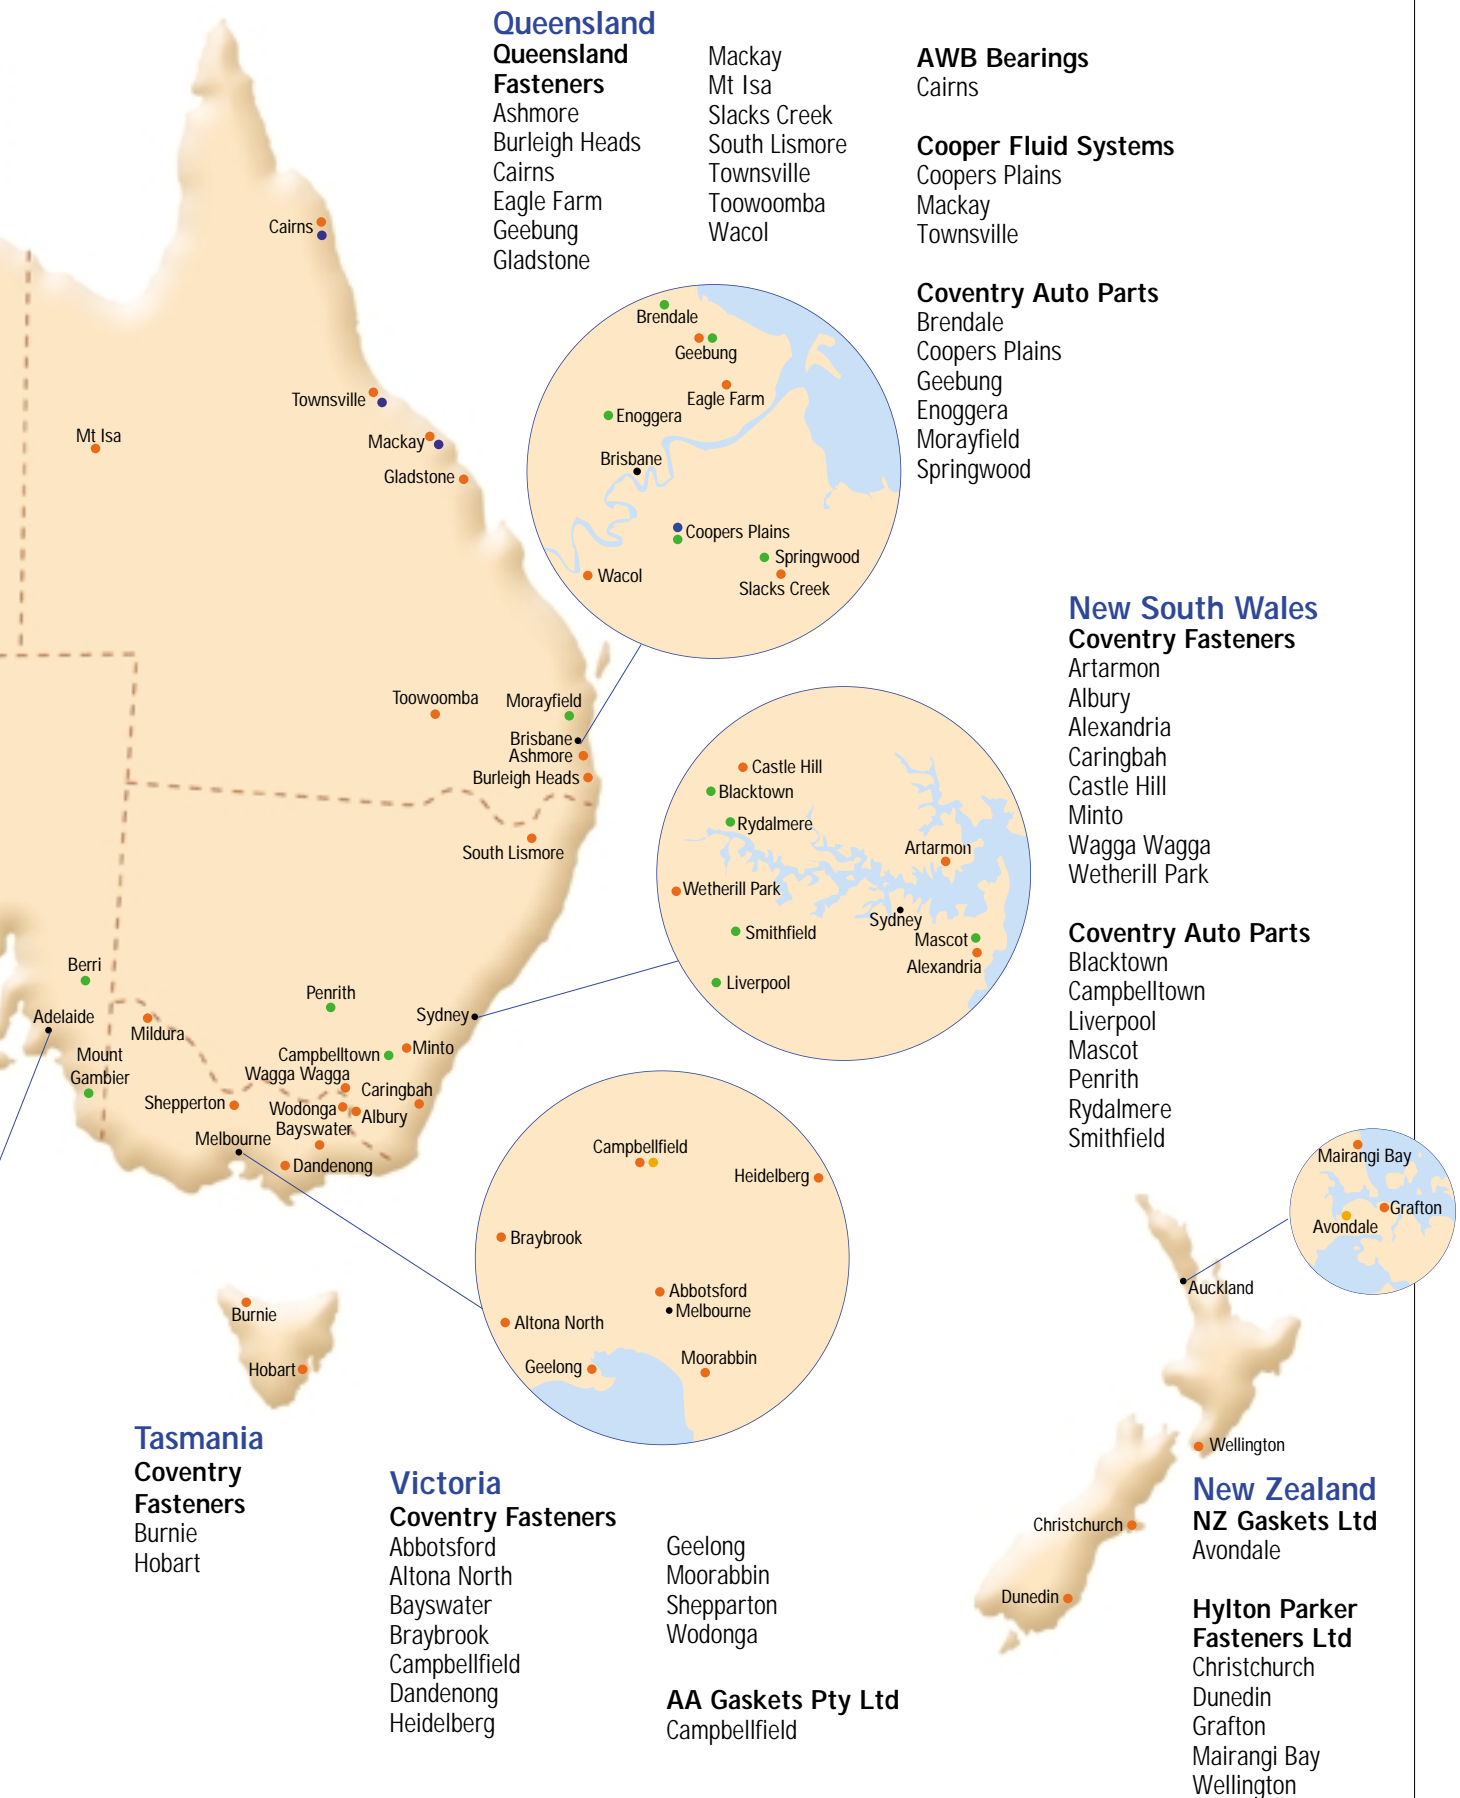 Queensland
Queensland
Fasteners
Ashmore
Burleigh Heads
Cairns
Eagle Farm
Geebung
Gladstone
Mackay
Mt Isa
Slacks Creek
South Lismore
Townsville
Toowoomba
Wacol
AWB Bearings
Cairns
Cooper Fluid Systems
Coopers Plains
Mackay
Townsville
Coventry Auto Parts
Brendale
Coopers Plains
Geebung
Enoggera
Morayfield
Springwood
Cairns
Townsville
Mt Isa
Mackay
Gladstone
Brendale
Geebung
Eagle Farm
Enoggera
Brisbane
Coopers Plains
Springwood
Wacol
Slacks Creek
Toowoomba
Morayfield
Brisbane
Ashmore
Burleigh Heads
South Lismore
New South Wales
Coventry Fasteners
Artarmon
Albury
Alexandria
Caringbah
Castle Hill
Minto
Wagga Wagga
Wetherill Park
Coventry Auto Parts
Blacktown
Campbelltown
Liverpool
Mascot
Penrith
Rydalmere
Smithfield
Castle Hill
Blacktown
Rydalmere
Artarmon
Wetherill Park
Sydney
Smithfield
Mascot
Alexandria
Liverpool
Berri
Penrith
Adelaide
Sydney
Mildura
Mount
Gambier
Campbelltown
Minto
Wagga Wagga
Caringbah
Shepperton
Wodonga
Albury
Bayswater
Melbourne
Dandenong
Campbellfield
Heidelberg
Braybrook
Abbotsford
Melbourne
Altona North
Geelong
Moorabbin
Burnie
Hobart
Mairangi Bay
Grafton
Avondale
Auckland
Wellington
Christchurch
Dunedin
Tasmania
Coventry
Fasteners
Burnie
Hobart
Victoria
Coventry Fasteners
Abbotsford
Altona North
Bayswater
Braybrook
Campbellfield
Dandenong
Heidelberg
Geelong
Moorabbin
Shepparton
Wodonga
AA Gaskets Pty Ltd
Campbellfield
New Zealand
NZ Gaskets Ltd
Avondale
Hylton Parker
Fasteners Ltd
Christchurch
Dunedin
Grafton
Mairangi Bay
Wellington